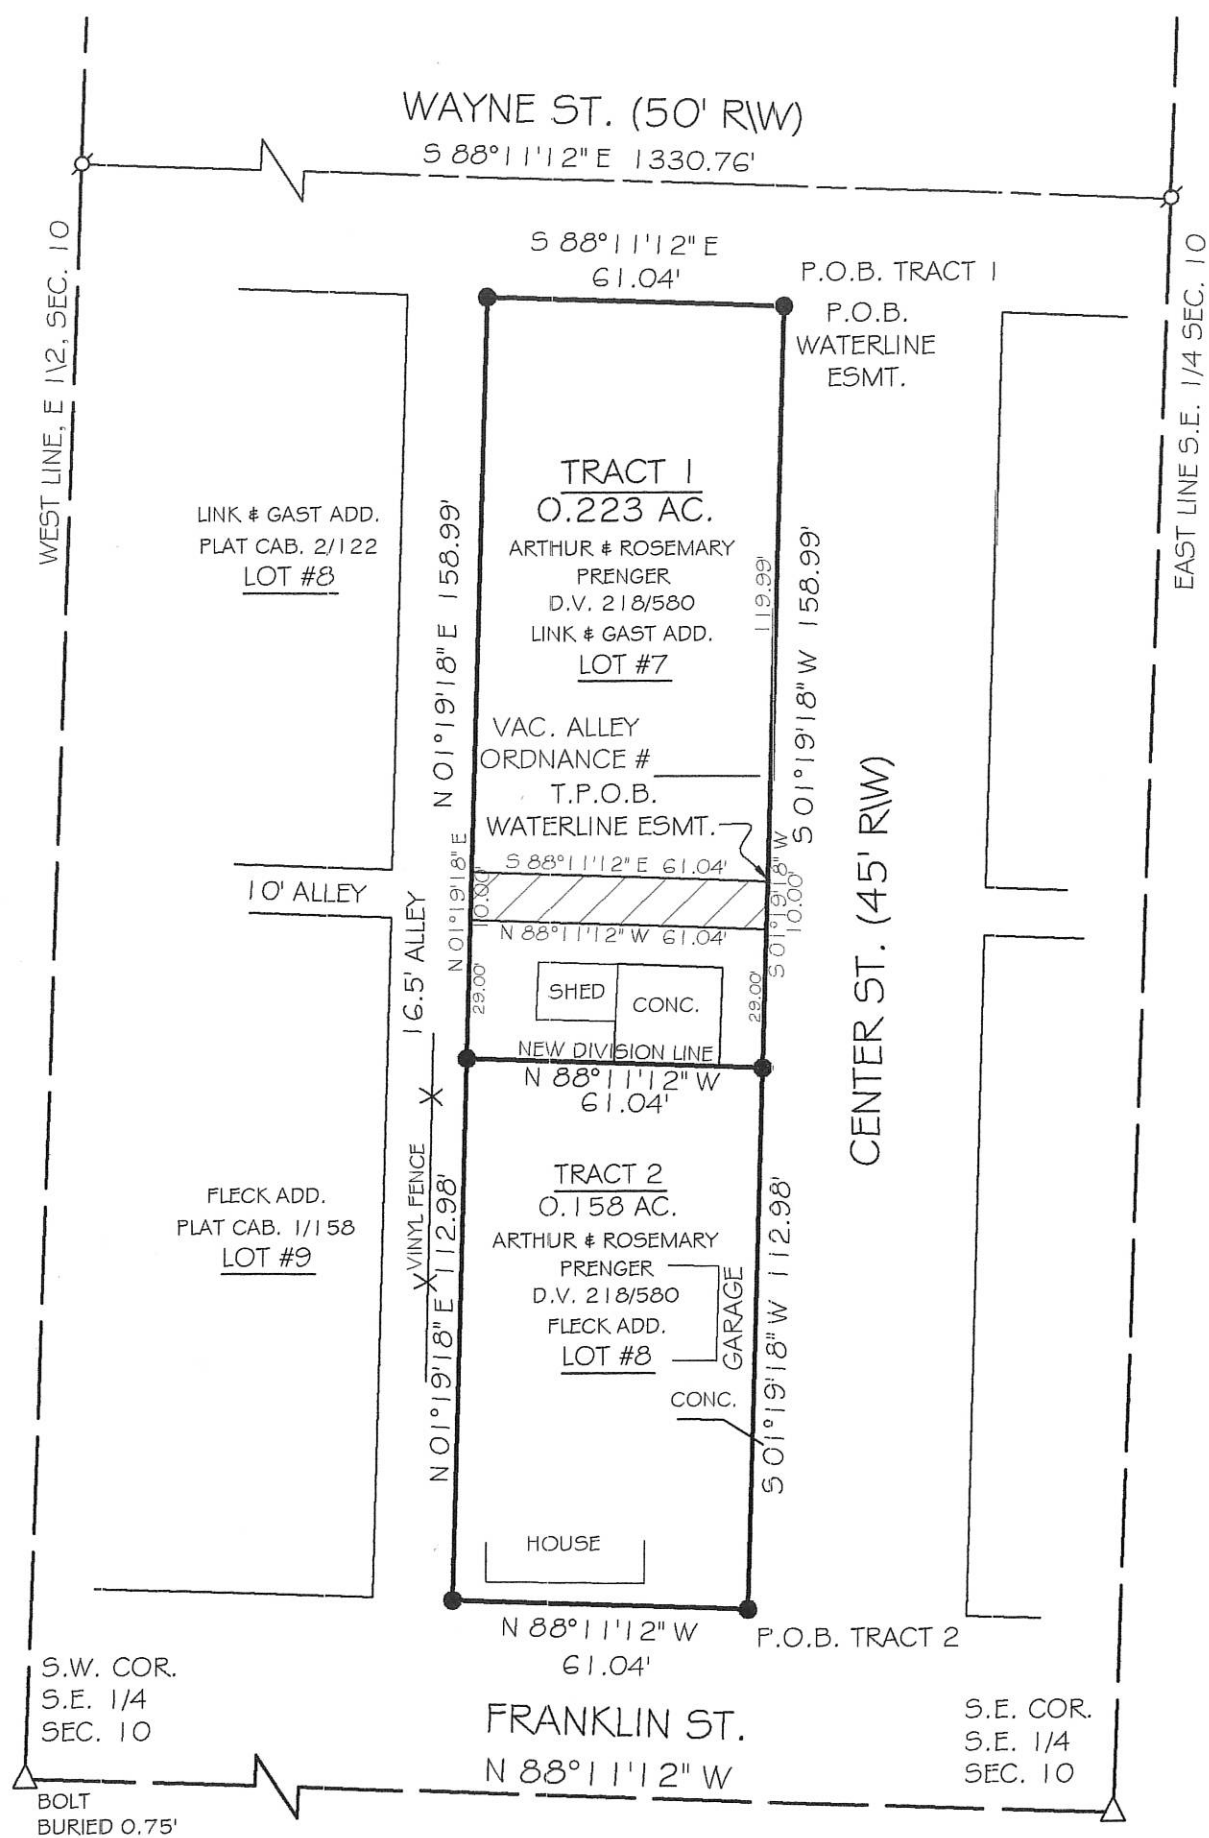 WAYNE ST. (50' R\W)
S 88°11'12" E 1330.76'
S 88°11'12" E
61.04'
P.O.B. TRACT 1
P.O.B.
WATERLINE
ESMT.
WEST LINE, E 1\2, SEC. 10
EAST LINE S.E. 1/4 SEC. 10
LINK & GAST ADD.
PLAT CAB. 2/122
LOT #8
N 01°19'18" E 158.99'
TRACT 1
0.223 AC.
ARTHUR & ROSEMARY
PRENGER
D.V. 218/580
LINK & GAST ADD.
LOT #7
119.99'
S 01°19'18" W 158.99'
VAC. ALLEY
ORDNANCE #
T.P.O.B.
WATERLINE ESMT.
S 88°11'12" E 61.04'
N 01°19'18" E
10.00'
S 01°19'18" W
10.00'
N 88°11'12" W 61.04'
10' ALLEY
16.5' ALLEY
CENTER ST. (45' R\W)
29.00'
SHED
CONC.
29.00'
NEW DIVISION LINE
N 88°11'12" W
61.04'
VINYL FENCE
FLECK ADD.
PLAT CAB. 1/158
LOT #9
N 01°19'18" E 112.98'
TRACT 2
0.158 AC.
ARTHUR & ROSEMARY
PRENGER
D.V. 218/580
FLECK ADD.
LOT #8
GARAGE
S 01°19'18" W 112.98'
CONC.
HOUSE
N 88°11'12" W
61.04'
P.O.B. TRACT 2
S.W. COR.
S.E. 1/4
SEC. 10
FRANKLIN ST.
N 88°11'12" W
S.E. COR.
S.E. 1/4
SEC. 10
BOLT
BURIED 0.75'